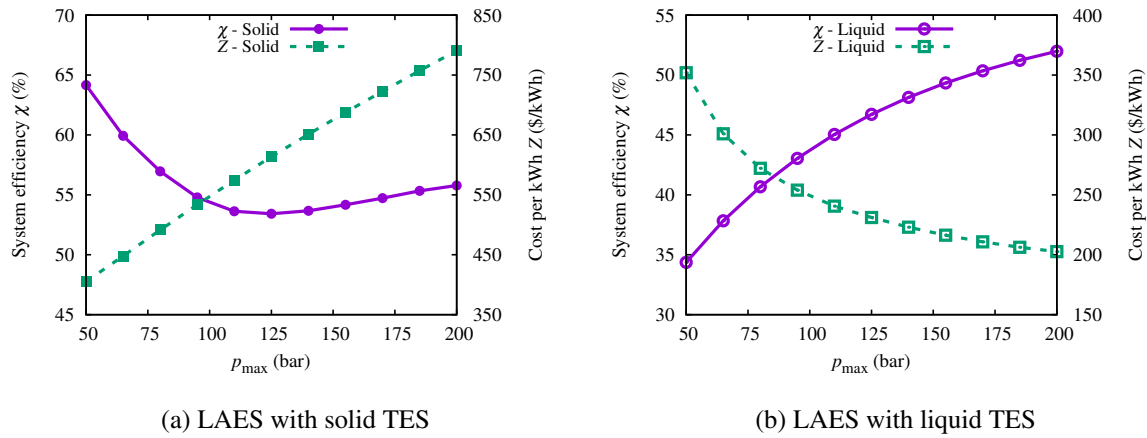 χ - Solid
Z - Solid
System efficiency χ (%)
70
65
60
55
50
45
Cost per kWh Z ($/kWh)
850
750
650
550
450
350
50 75 100 125 150 175 200
p_max (bar)
(a) LAES with solid TES
χ - Liquid
Z - Liquid
System efficiency χ (%)
55
50
45
40
35
30
Cost per kWh Z ($/kWh)
400
350
300
250
200
150
50 75 100 125 150 175 200
p_max (bar)
(b) LAES with liquid TES